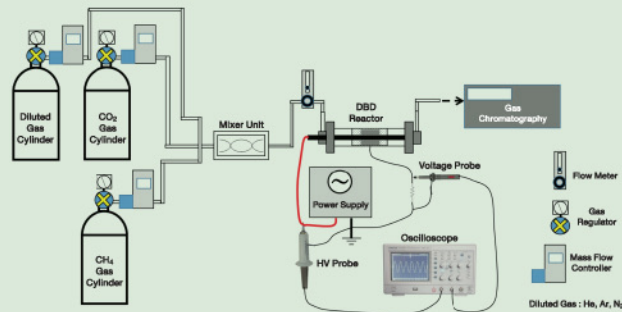 Diluted
Gas
Cylinder
CO₂
Gas
Cylinder
CH₄
Gas
Cylinder
Mixer Unit
DBD
Reactor
Gas
Chromatography
Power Supply
Voltage Probe
HV Probe
Oscilloscope
Flow Meter
Gas
Regulator
Mass Flow
Controller
Diluted Gas : He, Ar, N₂